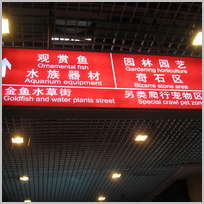 观赏鱼
Ornamental fish
水族器材
Aquarium equipment
金鱼水草街
Goldfish and water plants street
园林园艺
Gardening horticulture
奇石区
Bizarre stone area
另类爬行宠物区
Special crawl pet zone